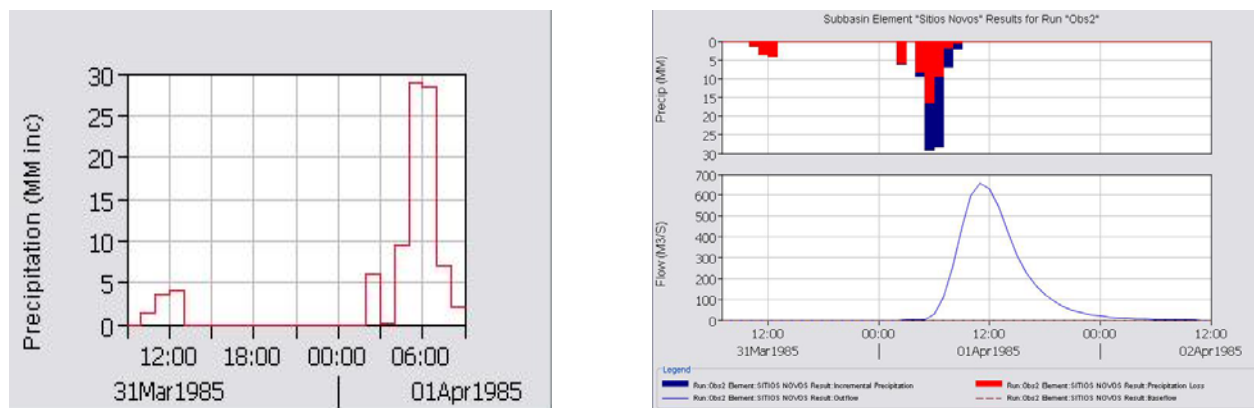 Precipitation (MM inc)
30
25
20
15
10
5
0
12:00 18:00 00:00 06:00
31Mar1985 01Apr1985
Subbasin Element "Sitios Novos" Results for Run "Obs2"
Precip (MM)
0
5
10
15
20
25
30
Flow (M3/S)
700
600
500
400
300
200
100
0
12:00 00:00 12:00 00:00 12:00
31Mar1985 01Apr1985 02Apr1985
Legend
Run:Obs2 Element:SITIOS NOVOS Result:Incremental Precipitation
Run:Obs2 Element:SITIOS NOVOS Result:Precipitation Loss
Run:Obs2 Element:SITIOS NOVOS Result:Outflow
Run:Obs2 Element:SITIOS NOVOS Result:Baseflow